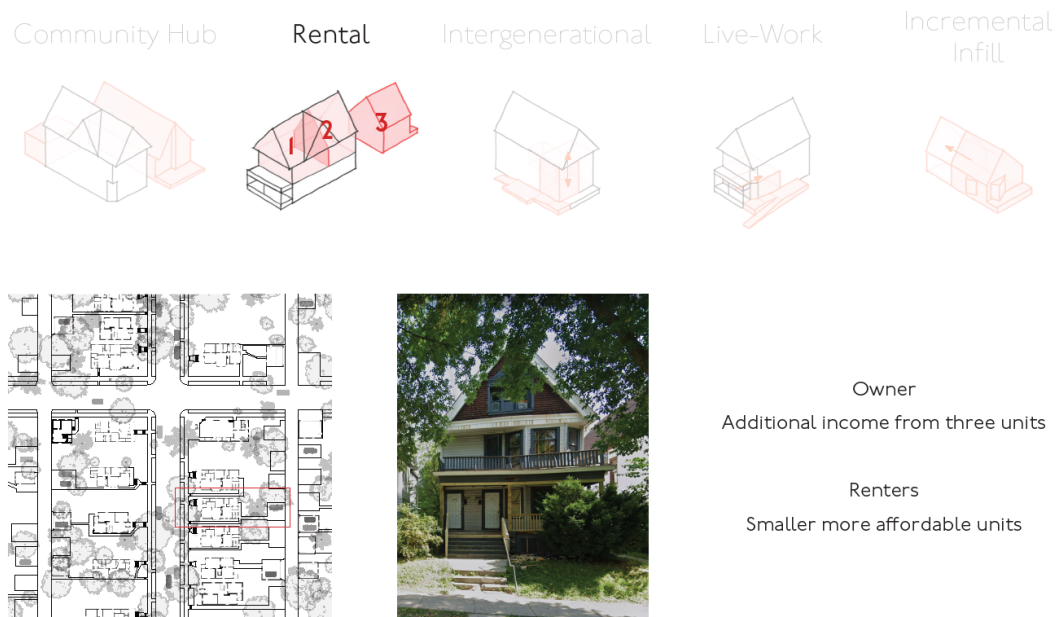 Community Hub
Rental
Intergenerational
Live-Work
Incremental
Infill
1
2
3
Owner
Additional income from three units
Renters
Smaller more affordable units